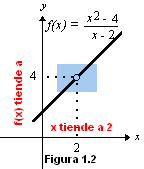 y
f(x) = x² - 4 / x - 2
4
f(x) tiende a
x tiende a 2
x
2
Figura 1.2